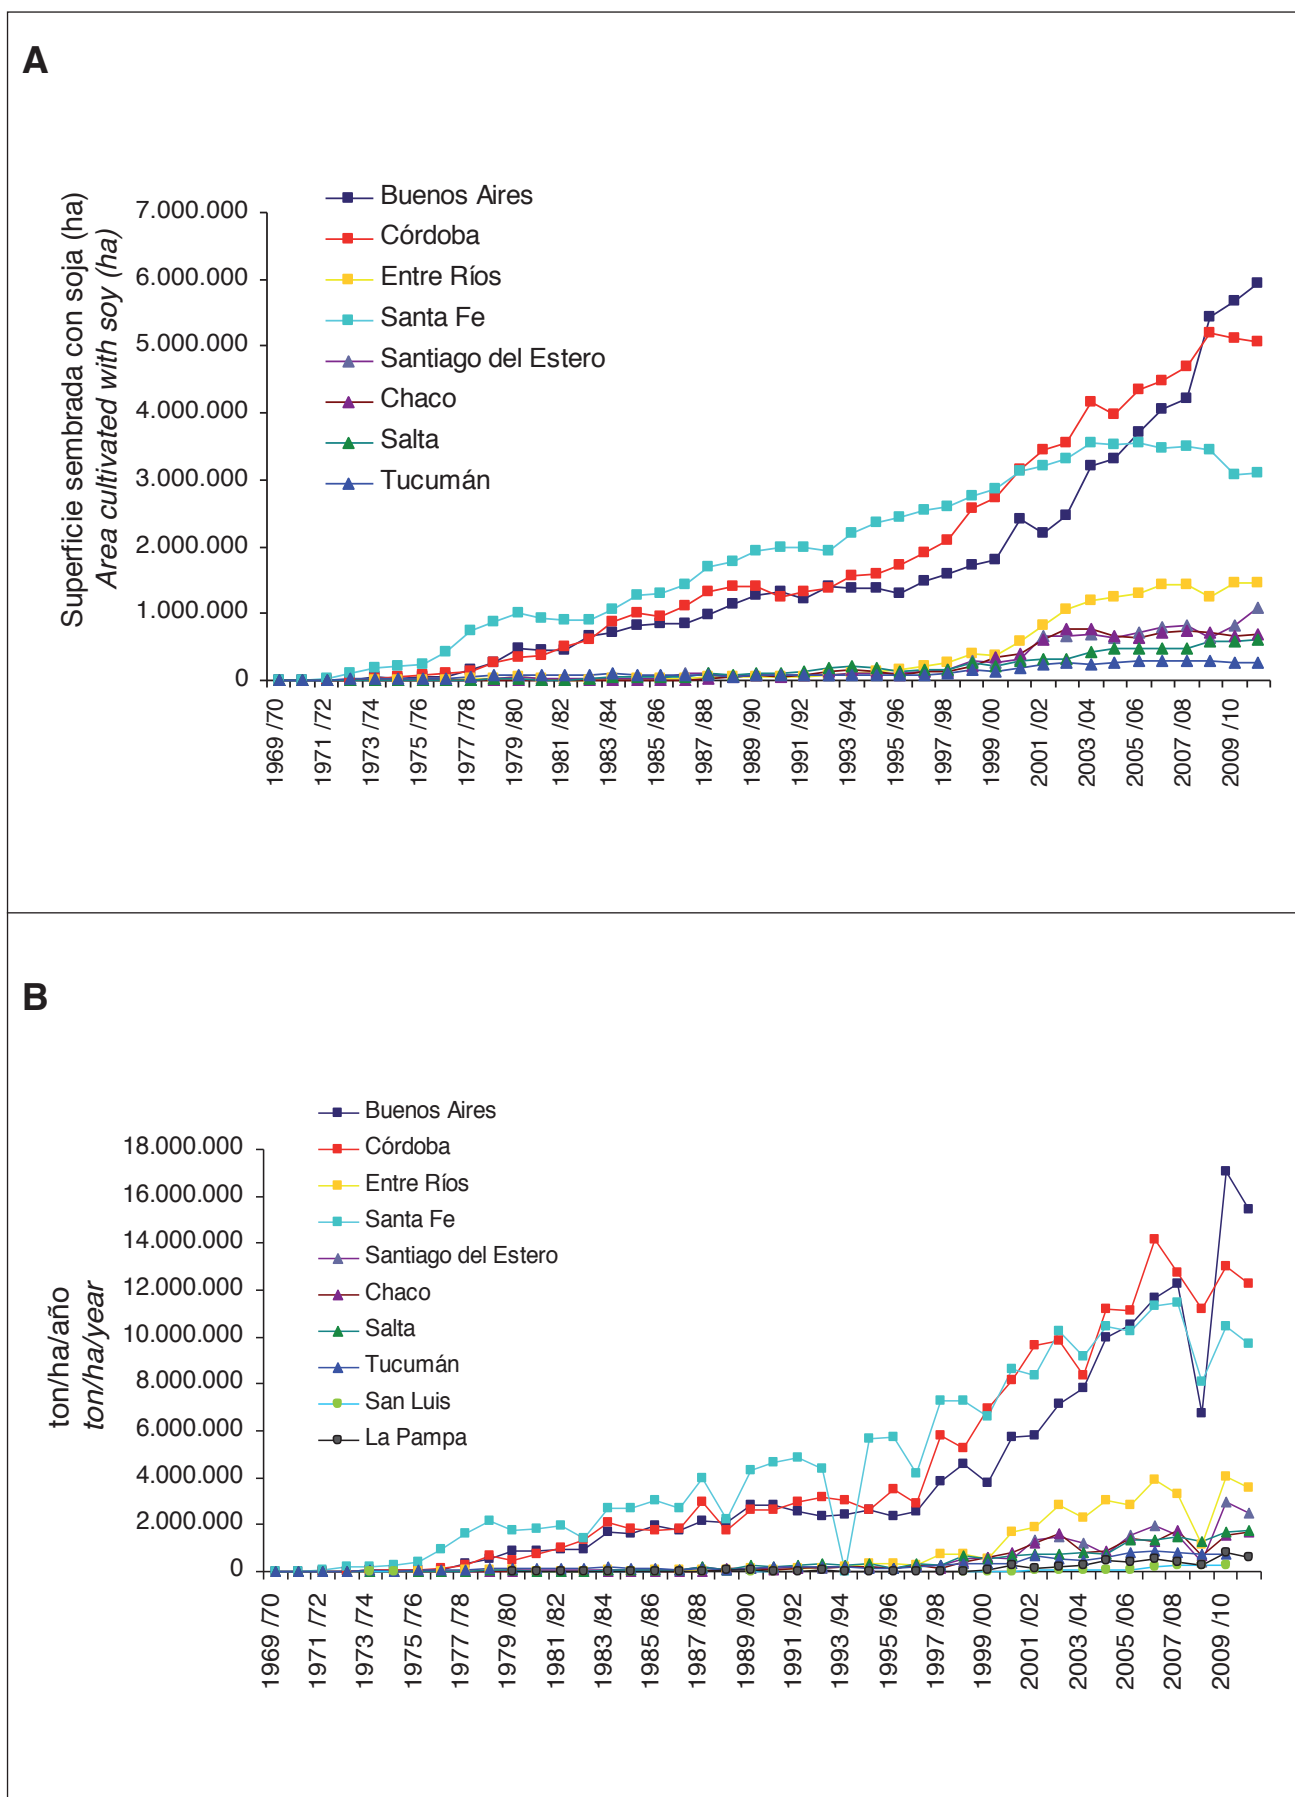 A
Superficie sembrada con soja (ha)
Area cultivated with soy (ha)
7.000.000
6.000.000
5.000.000
4.000.000
3.000.000
2.000.000
1.000.000
0
Buenos Aires
Córdoba
Entre Ríos
Santa Fe
Santiago del Estero
Chaco
Salta
Tucumán
1969 /70
1971 /72
1973 /74
1975 /76
1977 /78
1979 /80
1981 /82
1983 /84
1985 /86
1987 /88
1989 /90
1991 /92
1993 /94
1995 /96
1997 /98
1999 /00
2001 /02
2003 /04
2005 /06
2007 /08
2009 /10
B
ton/ha/año
ton/ha/year
18.000.000
16.000.000
14.000.000
12.000.000
10.000.000
8.000.000
6.000.000
4.000.000
2.000.000
0
Buenos Aires
Córdoba
Entre Ríos
Santa Fe
Santiago del Estero
Chaco
Salta
Tucumán
San Luis
La Pampa
1969 /70
1971 /72
1973 /74
1975 /76
1977 /78
1979 /80
1981 /82
1983 /84
1985 /86
1987 /88
1989 /90
1991 /92
1993 /94
1995 /96
1997 /98
1999 /00
2001 /02
2003 /04
2005 /06
2007 /08
2009 /10